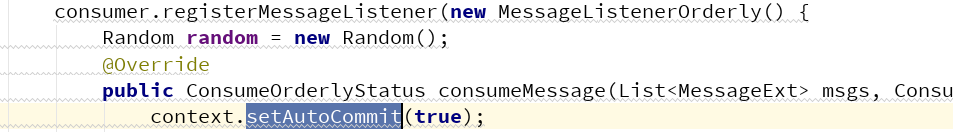 consumer.registerMessageListener(new MessageListenerOrderly() {
Random random = new Random();
@Override
public ConsumeOrderlyStatus consumeMessage(List<MessageExt> msgs, Consu
context.setAutoCommit(true);